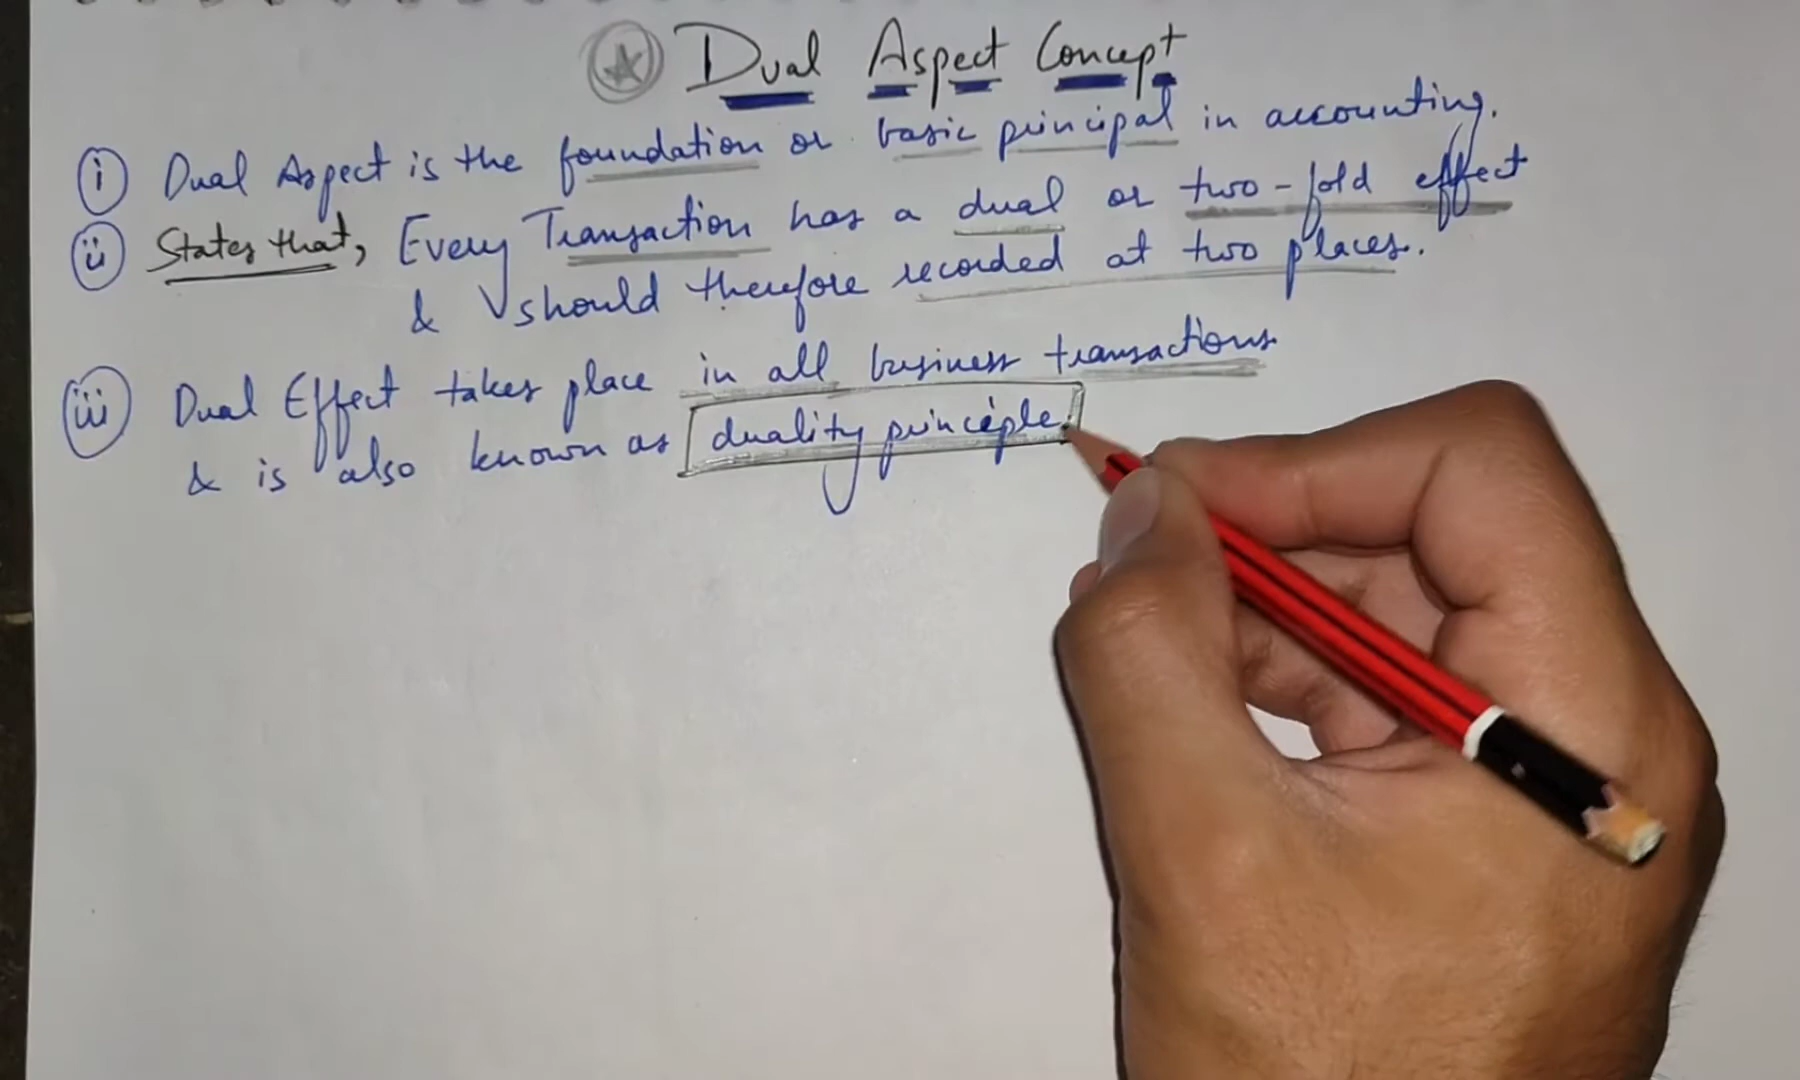 Dual Aspect Concept
i Dual Aspect is the foundation or basic principal in accounting.
ii States that, Every Transaction has a dual or two-fold effect
& should therefore recorded at two places.
iii Dual Effect takes place in all business transactions
& is also known as duality principle.